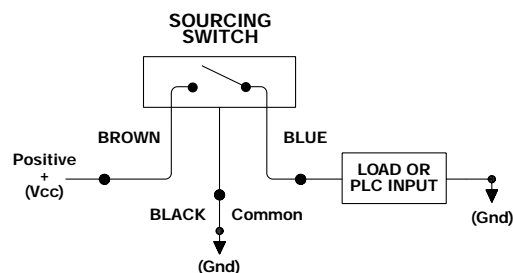 SOURCING
SWITCH
BROWN
BLUE
Positive
+
(Vcc)
LOAD OR
PLC INPUT
BLACK
Common
(Gnd)
(Gnd)